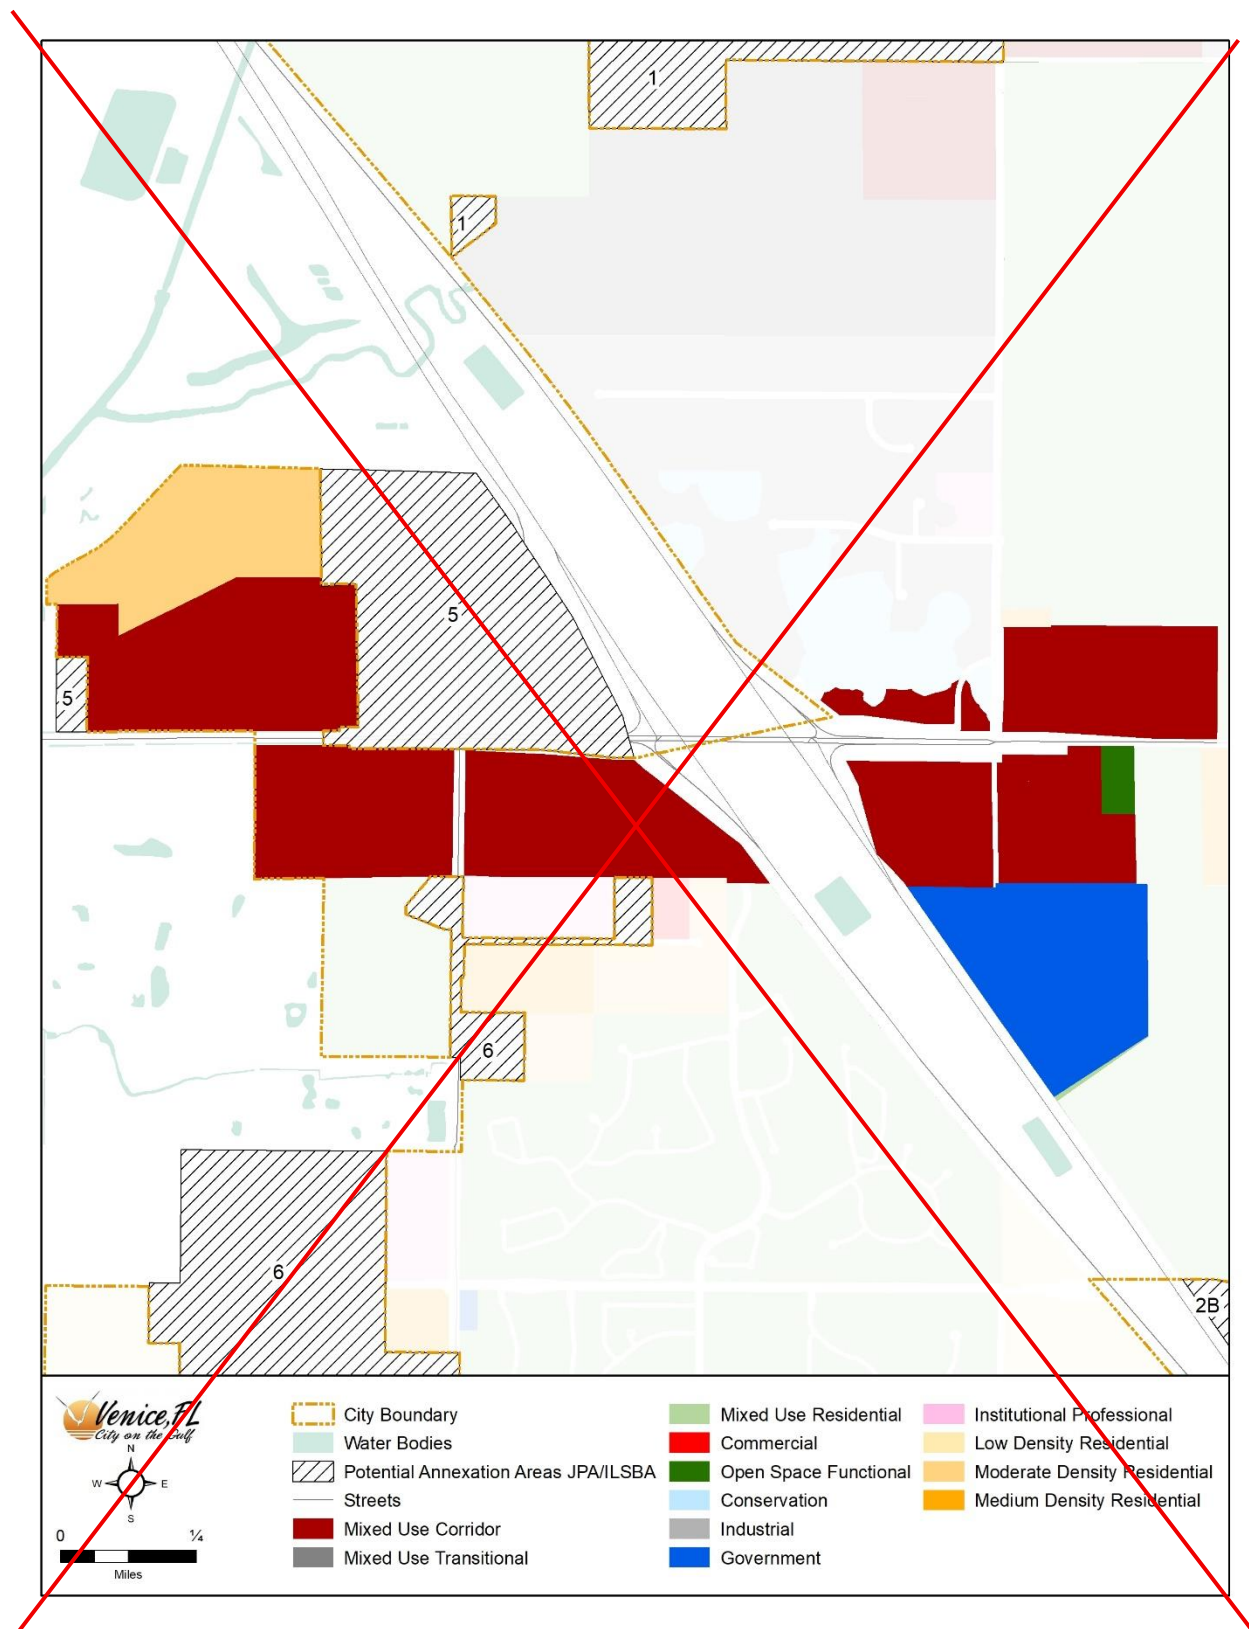 1
1
5
5
6
6
2B
Venice, FL
City on the Gulf
N
W E
S
0 ¼
Miles
City Boundary
Water Bodies
Potential Annexation Areas JPA/ILSBA
Streets
Mixed Use Corridor
Mixed Use Transitional
Mixed Use Residential
Commercial
Open Space Functional
Conservation
Industrial
Government
Institutional Professional
Low Density Residential
Moderate Density Residential
Medium Density Residential